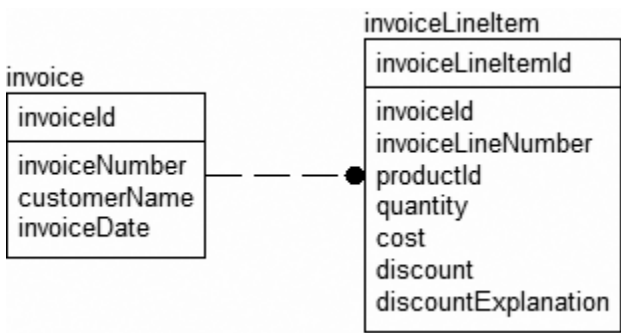 invoice
invoiceId
invoiceNumber
customerName
invoiceDate
invoiceLineItem
invoiceLineItemId
invoiceId
invoiceLineNumber
productId
quantity
cost
discount
discountExplanation